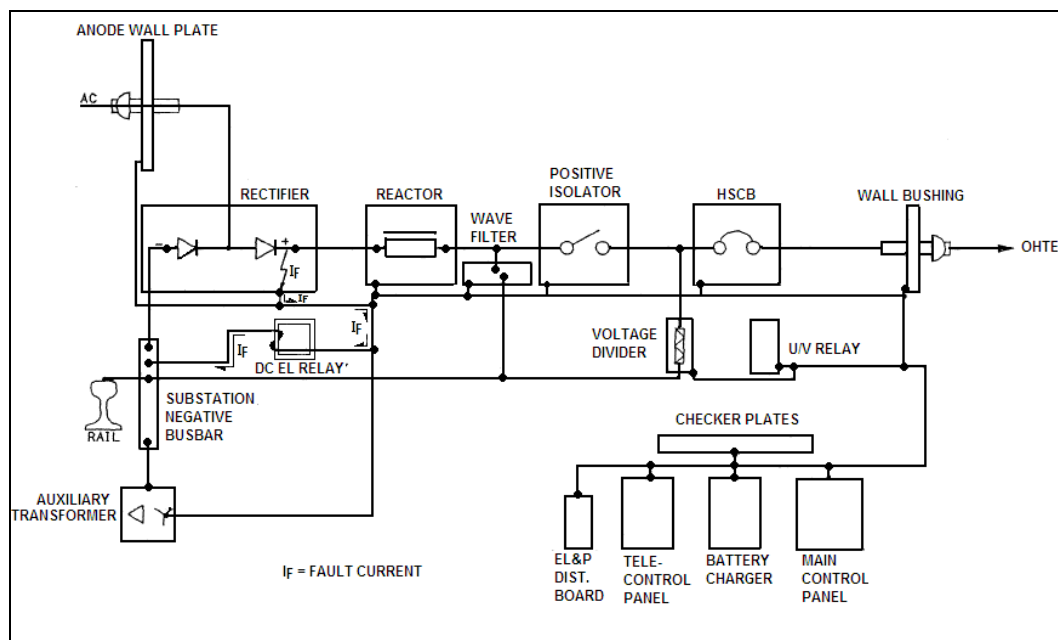 ANODE WALL PLATE
AC
RECTIFIER
REACTOR
WAVE
FILTER
POSITIVE
ISOLATOR
HSCB
WALL BUSHING
OHTE
-
+
IF
IF
IF
IF
DC EL RELAY'
VOLTAGE
DIVIDER
U/V RELAY
RAIL
SUBSTATION
NEGATIVE
BUSBAR
CHECKER PLATES
AUXILIARY
TRANSFORMER
IF = FAULT CURRENT
EL&P
DIST.
BOARD
TELE-
CONTROL
PANEL
BATTERY
CHARGER
MAIN
CONTROL
PANEL